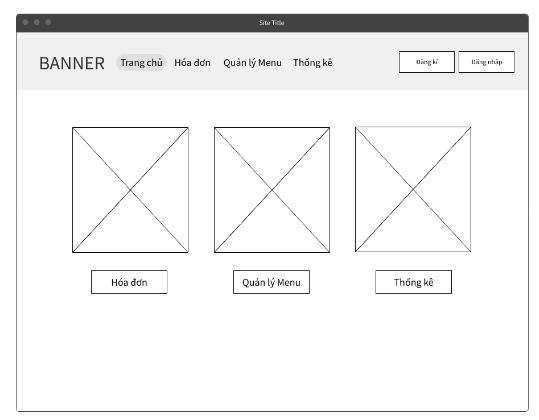 Site Title
BANNER Trang chủ Hóa đơn Quản lý Menu Thống kê Đăng kí Đăng nhập
Hóa đơn Quản lý Menu Thống kê